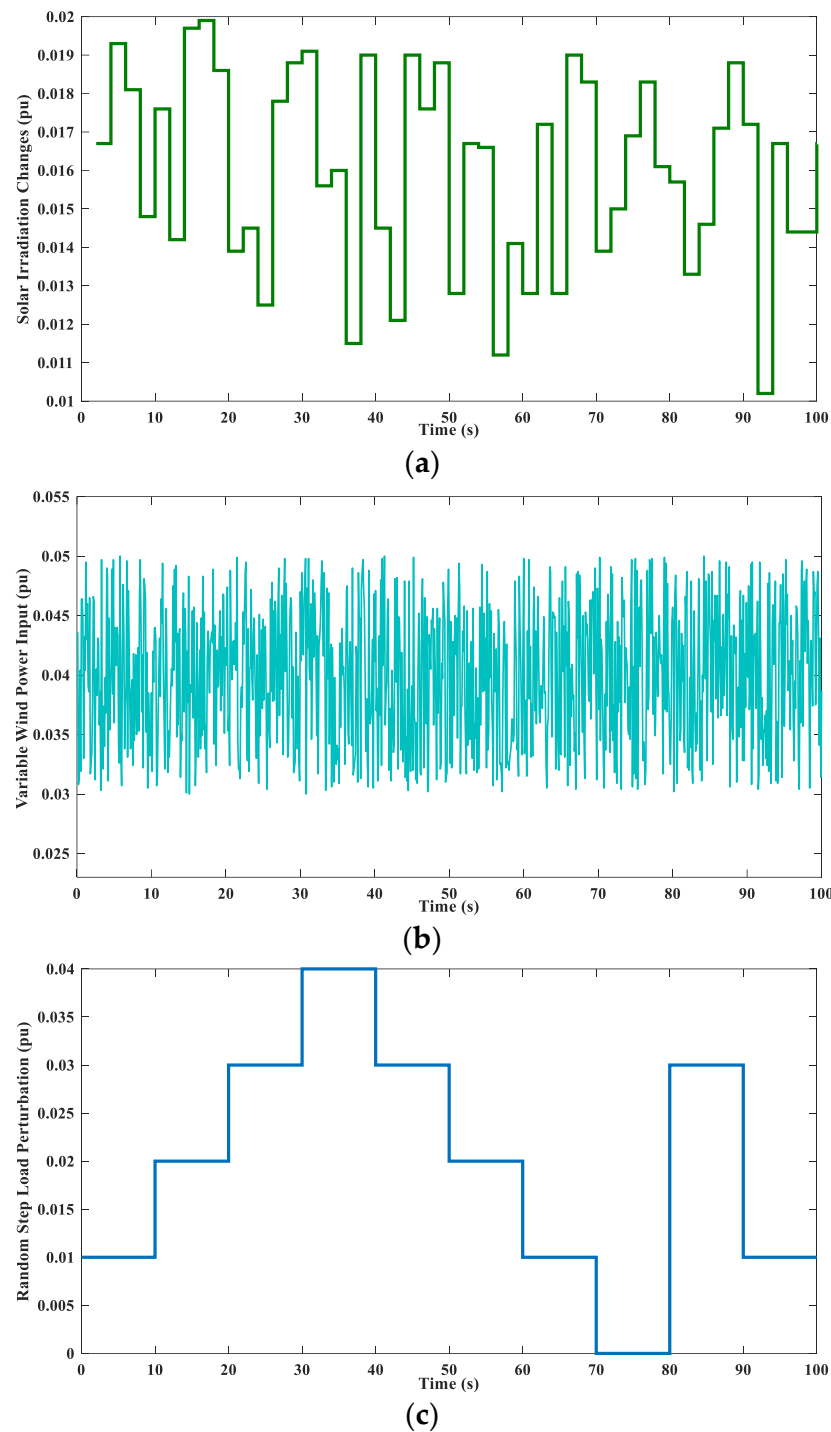 Solar Irradiation Changes (pu)
0.02
0.019
0.018
0.017
0.016
0.015
0.014
0.013
0.012
0.011
0.01
0 10 20 30 40 50 60 70 80 90 100
Time (s)
(a)
Variable Wind Power Input (pu)
0.055
0.05
0.045
0.04
0.035
0.03
0.025
0 10 20 30 40 50 60 70 80 90 100
Time (s)
(b)
Random Step Load Perturbation (pu)
0.04
0.035
0.03
0.025
0.02
0.015
0.01
0.005
0
0 10 20 30 40 50 60 70 80 90 100
Time (s)
(c)